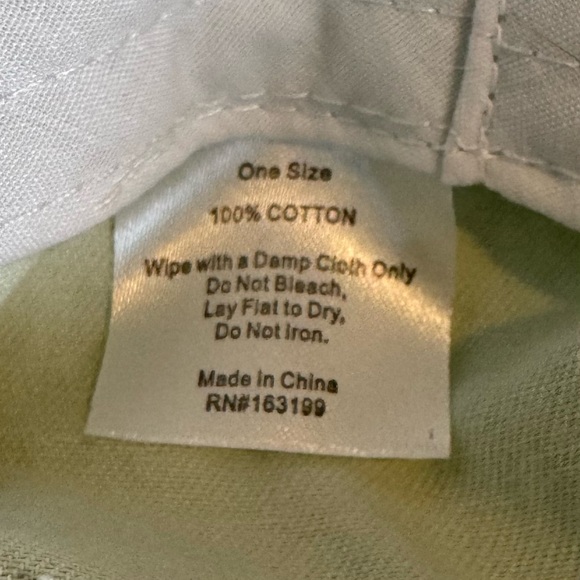 One Size
100% COTTON
Wipe with a Damp Cloth Only
Do Not Bleach,
Lay Flat to Dry,
Do Not Iron.
Made in China
RN#163199